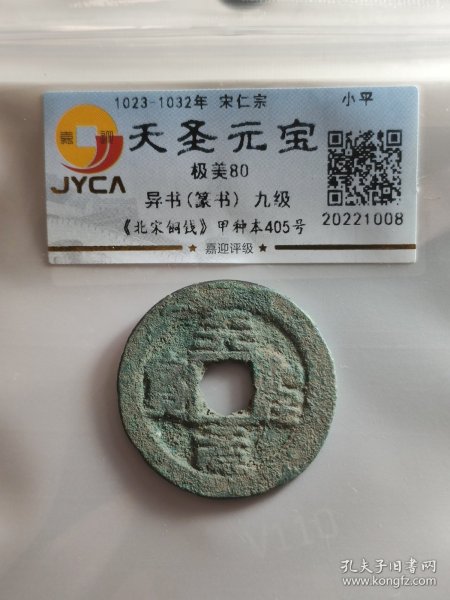 1023-1032年 宋仁宗 小平
嘉 迎
天圣元宝
JYCA
极美80
异书(篆书) 九级
《北宋铜钱》甲种本405号
20221008
★ 嘉迎评级 ★
孔夫子旧书网
www.kongfz.com